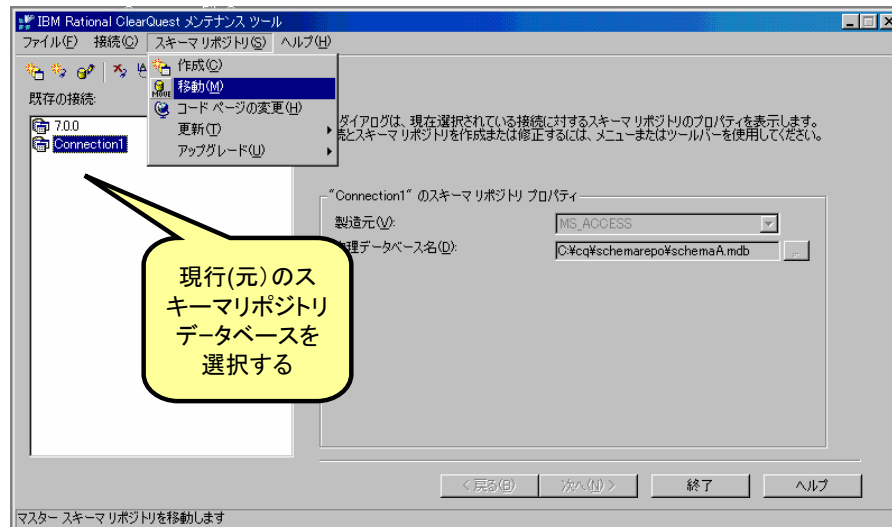 IBM Rational ClearQuest メンテナンス ツール
ファイル(F) 接続(C) スキーマ リポジトリ(S) ヘルプ(H)
作成(C)
MOVE 移動(M)
コード ページの変更(H)
更新(T)
アップグレード(U)
既存の接続:
7.0.0
Connection1
ダイアログは、現在選択されている接続に対するスキーマ リポジトリのプロパティを表示します。
続とスキーマ リポジトリを作成または修正するには、メニューまたはツールバーを使用してください。
"Connection1" のスキーマ リポジトリ プロパティ
製造元(V): MS_ACCESS
理データベース名(D): C:¥cq¥schemarepo¥schemaA.mdb ...
現行(元)のス
キーマリポジトリ
データベースを
選択する
< 戻る(B) 次へ(N) > 終了 ヘルプ
マスター スキーマ リポジトリを移動します